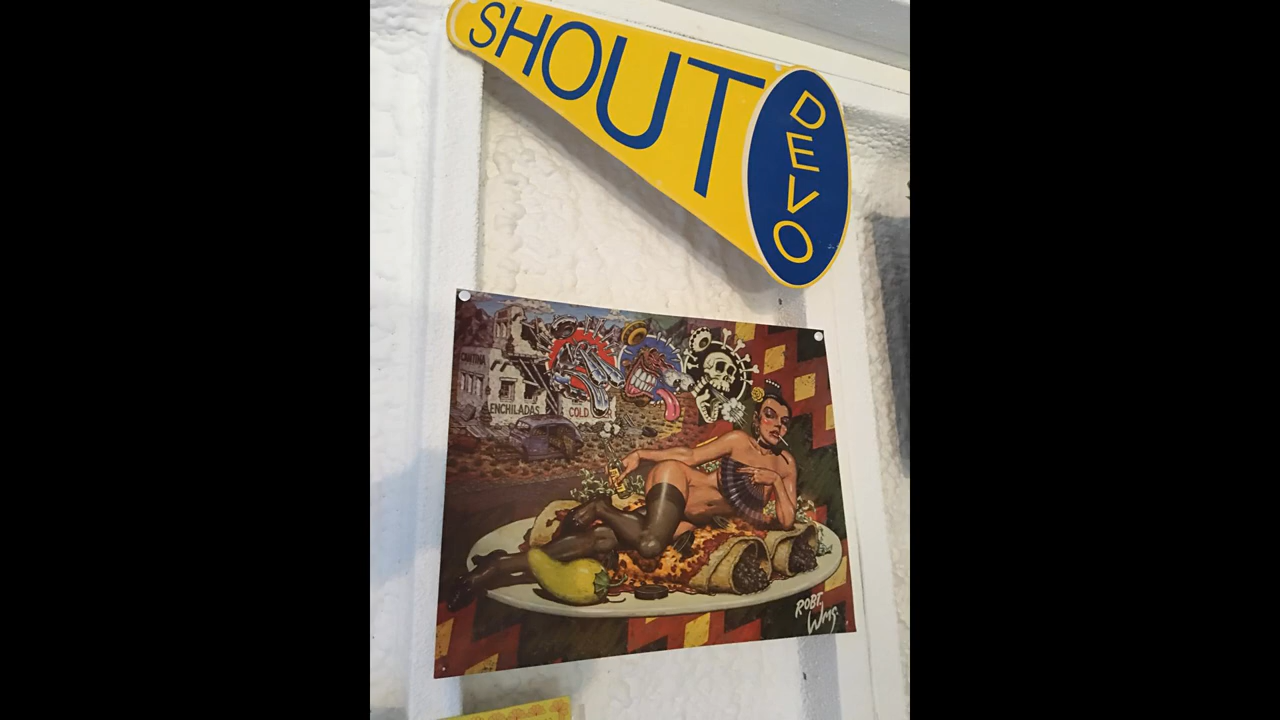 SHOUT
DEVO
CANTINA
ENCHILADAS
COLD
ROBT.
WMS.